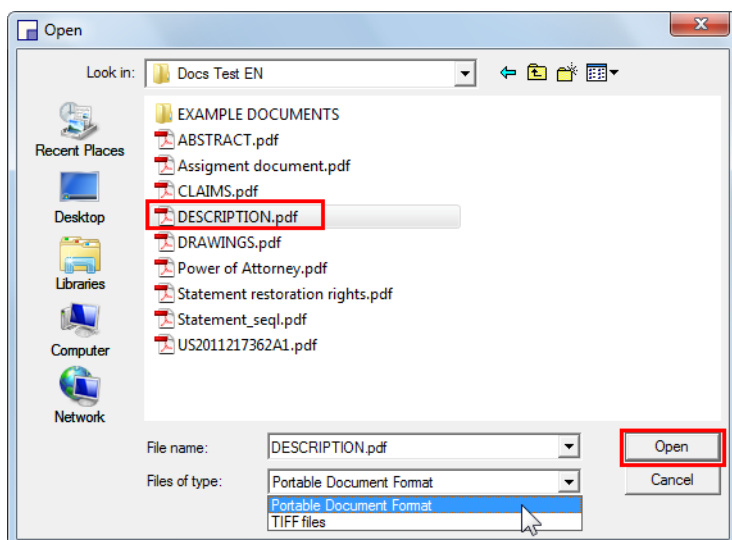 Open
Look in:
Docs Test EN
Recent Places
Desktop
Libraries
Computer
Network
EXAMPLE DOCUMENTS
ABSTRACT.pdf
Assigment document.pdf
CLAIMS.pdf
DESCRIPTION.pdf
DRAWINGS.pdf
Power of Attorney.pdf
Statement restoration rights.pdf
Statement_seql.pdf
US2011217362A1.pdf
File name:
DESCRIPTION.pdf
Open
Files of type:
Portable Document Format
Cancel
Portable Document Format
TIFF files